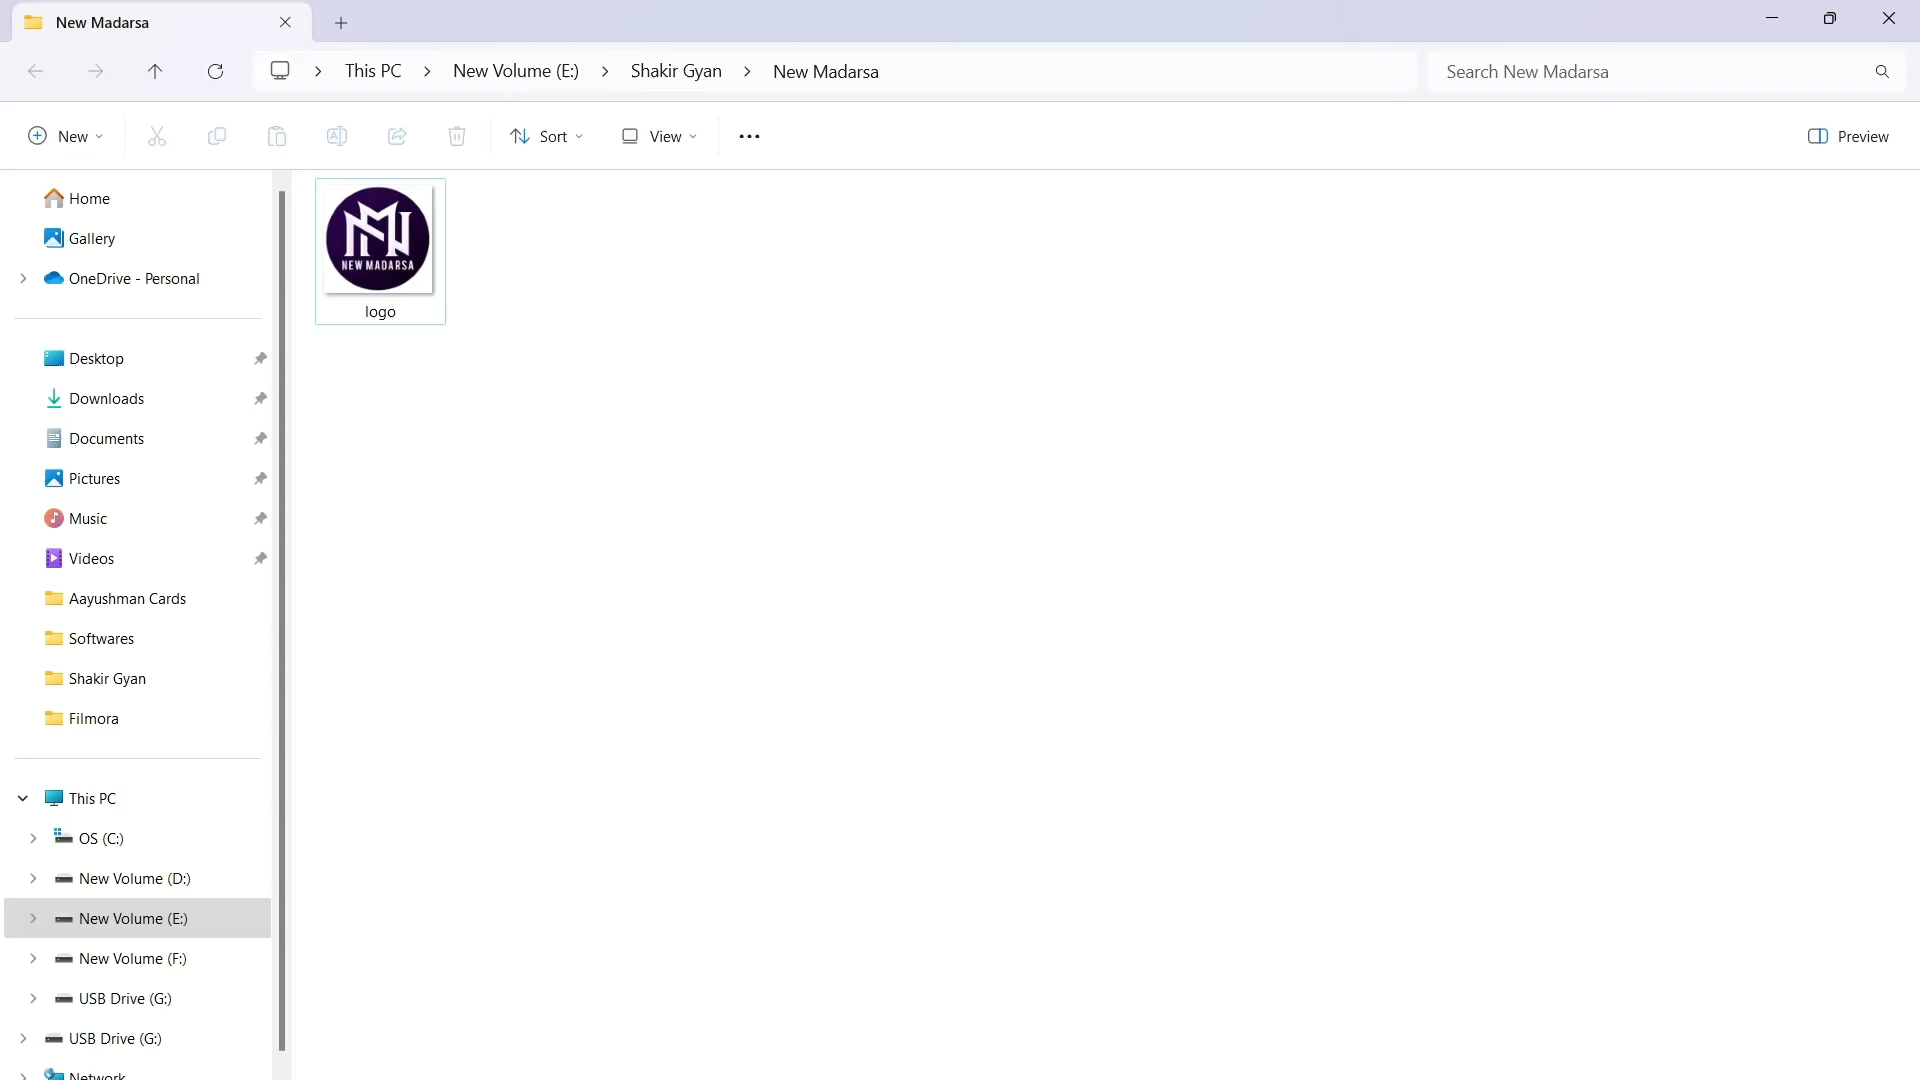 New Madarsa
This PC
New Volume (E:)
Shakir Gyan
New Madarsa
Search New Madarsa
New
Sort
View
Preview
Home
Gallery
OneDrive - Personal
Desktop
Downloads
Documents
Pictures
Music
Videos
Aayushman Cards
Softwares
Shakir Gyan
Filmora
This PC
OS (C:)
New Volume (D:)
New Volume (E:)
New Volume (F:)
USB Drive (G:)
USB Drive (G:)
Network
NM
NEW MADARSA
logo